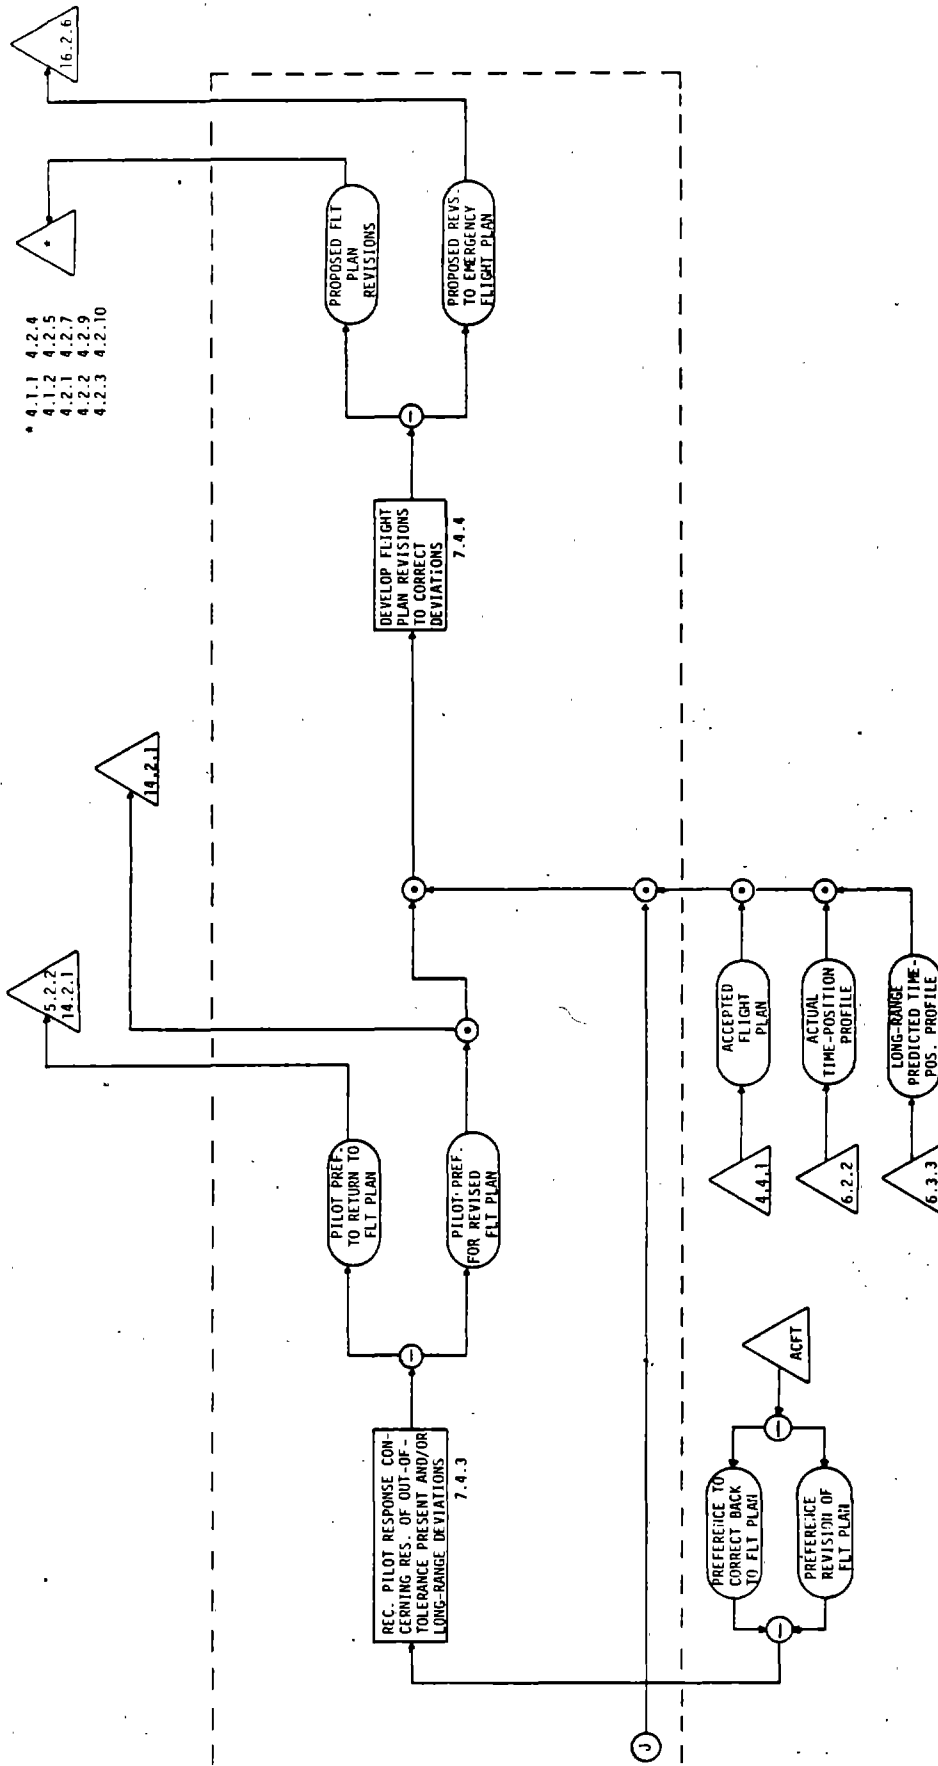 16.2.6
*
* 4.1.1 4.2.4
4.1.2 4.2.5
4.2.1 4.2.7
4.2.2 4.2.9
4.2.3 4.2.10
PROPOSED FLT
PLAN
REVISIONS
PROPOSED REVS.
TO EMERGENCY
FLIGHT PLAN
DEVELOP FLIGHT
PLAN REVISIONS
TO CORRECT
DEVIATIONS
7.4.4
14.2.1
5.2.2
14.2.1
PILOT PREF.
TO RETURN TO
FLT PLAN
PILOT PREF.
FOR REVISED
FLT PLAN
REC. PILOT RESPONSE CON-
CERNING RES. OF OUT-OF-
TOLERANCE PRESENT AND/OR
LONG-RANGE DEVIATIONS
7.4.3
ACCEPTED
FLIGHT
PLAN
4.4.1
ACTUAL
TIME-POSITION
PROFILE
6.2.2
LONG-RANGE
PREDICTED TIME-
POS. PROFILE
6.3.3
ACFT
PREFERENCE TO
CORRECT BACK
TO FLT PLAN
PREFERENCE
REVISION OF
FLT PLAN
J